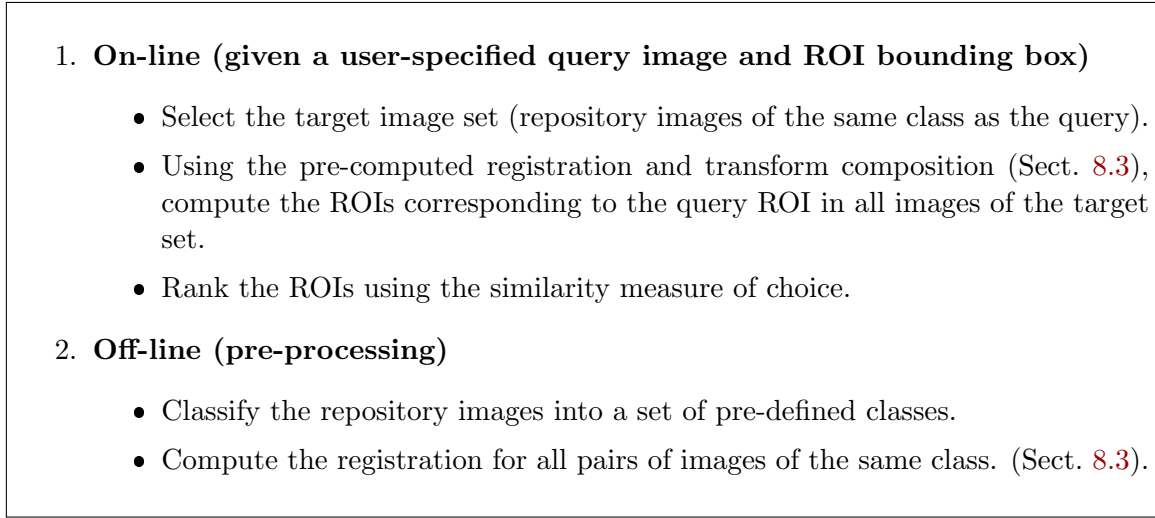 1. On-line (given a user-specified query image and ROI bounding box)
• Select the target image set (repository images of the same class as the query).
• Using the pre-computed registration and transform composition (Sect. 8.3),
compute the ROIs corresponding to the query ROI in all images of the target
set.
• Rank the ROIs using the similarity measure of choice.
2. Off-line (pre-processing)
• Classify the repository images into a set of pre-defined classes.
• Compute the registration for all pairs of images of the same class. (Sect. 8.3).